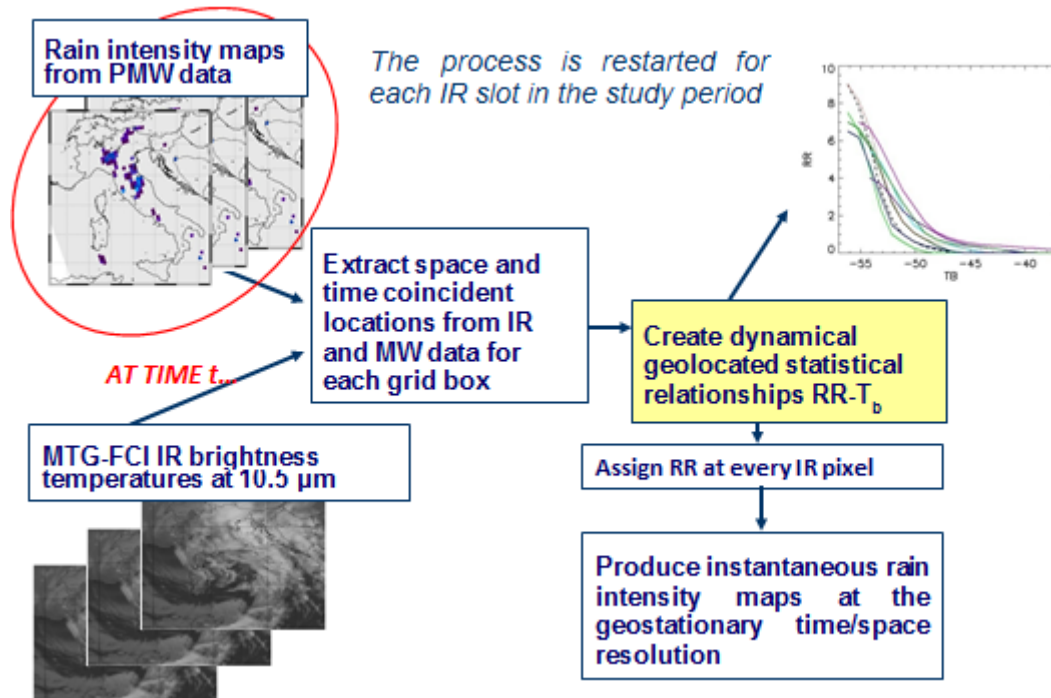 Rain intensity maps
from PMW data
The process is restarted for
each IR slot in the study period
10
8
6
4
2
0
RR
-55
-50
-45
-40
TB
Extract space and
time coincident
locations from IR
and MW data for
each grid box
AT TIME t...
Create dynamical
geolocated statistical
relationships RR-Tb
MTG-FCI IR brightness
temperatures at 10.5 µm
Assign RR at every IR pixel
Produce instantaneous rain
intensity maps at the
geostationary time/space
resolution